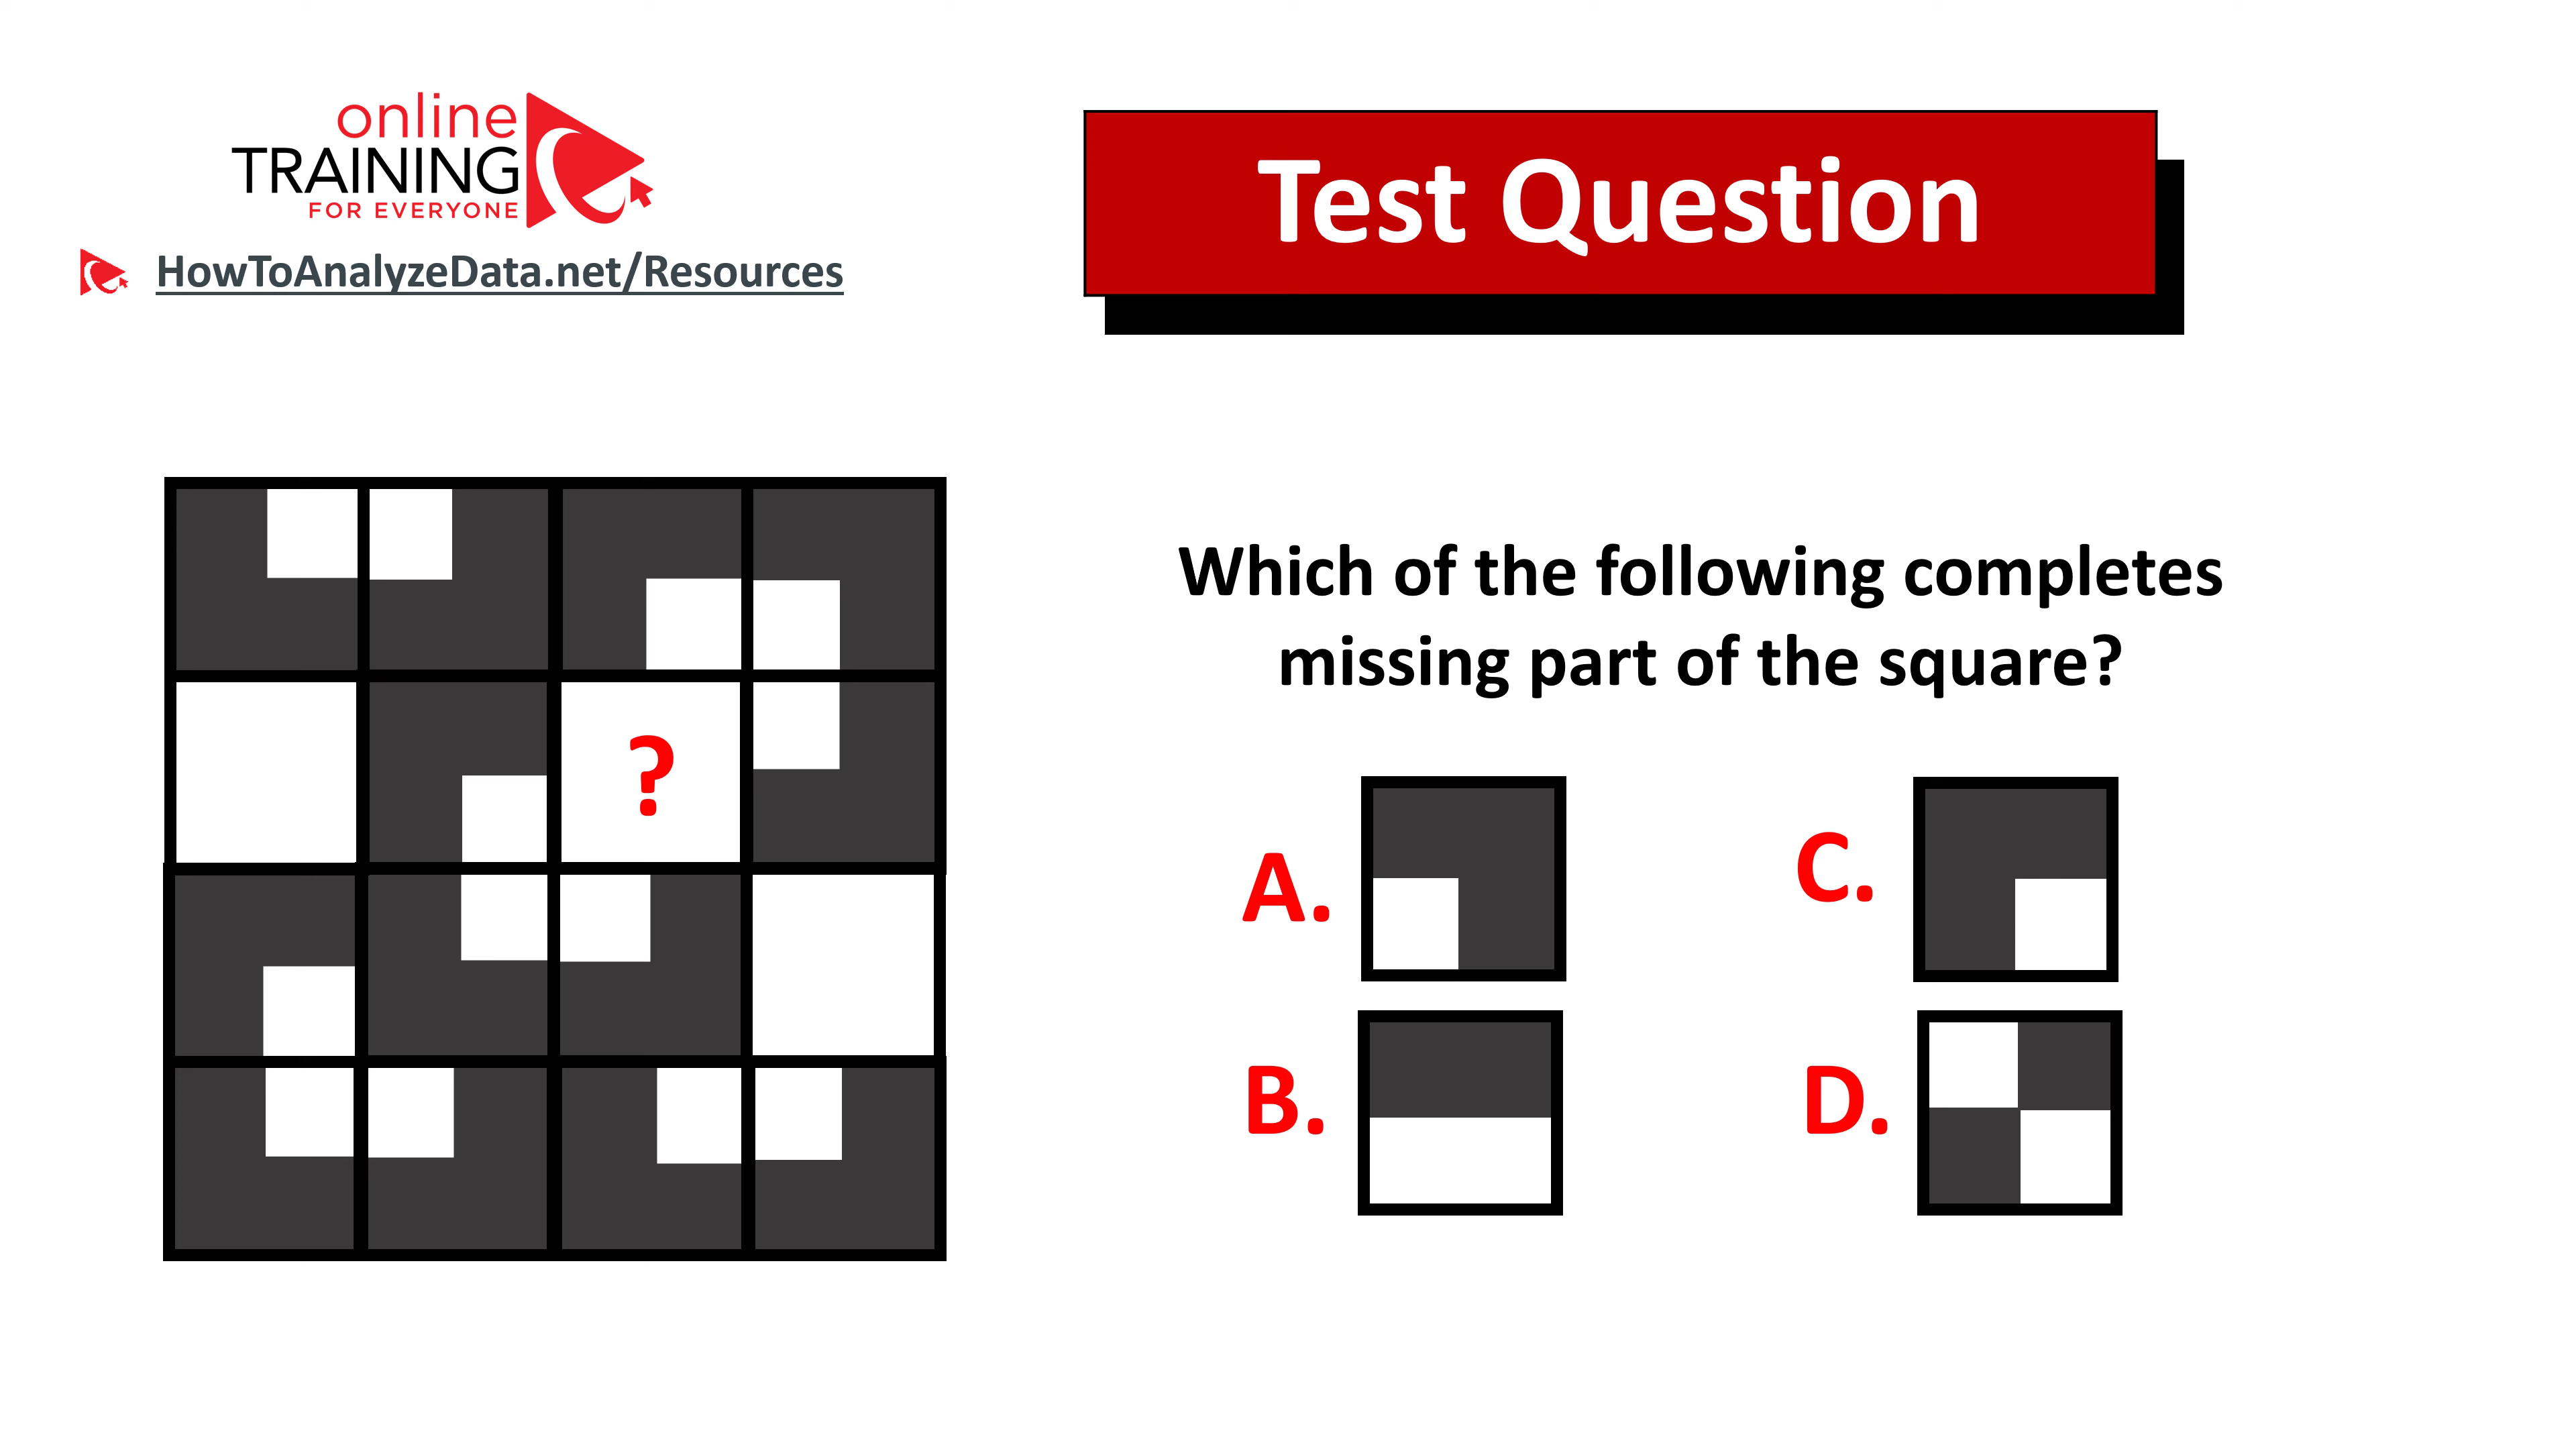 online
TRAINING
FOR EVERYONE
HowToAnalyzeData.net/Resources
Test Question
Which of the following completes
missing part of the square?
?
A.
C.
B.
D.